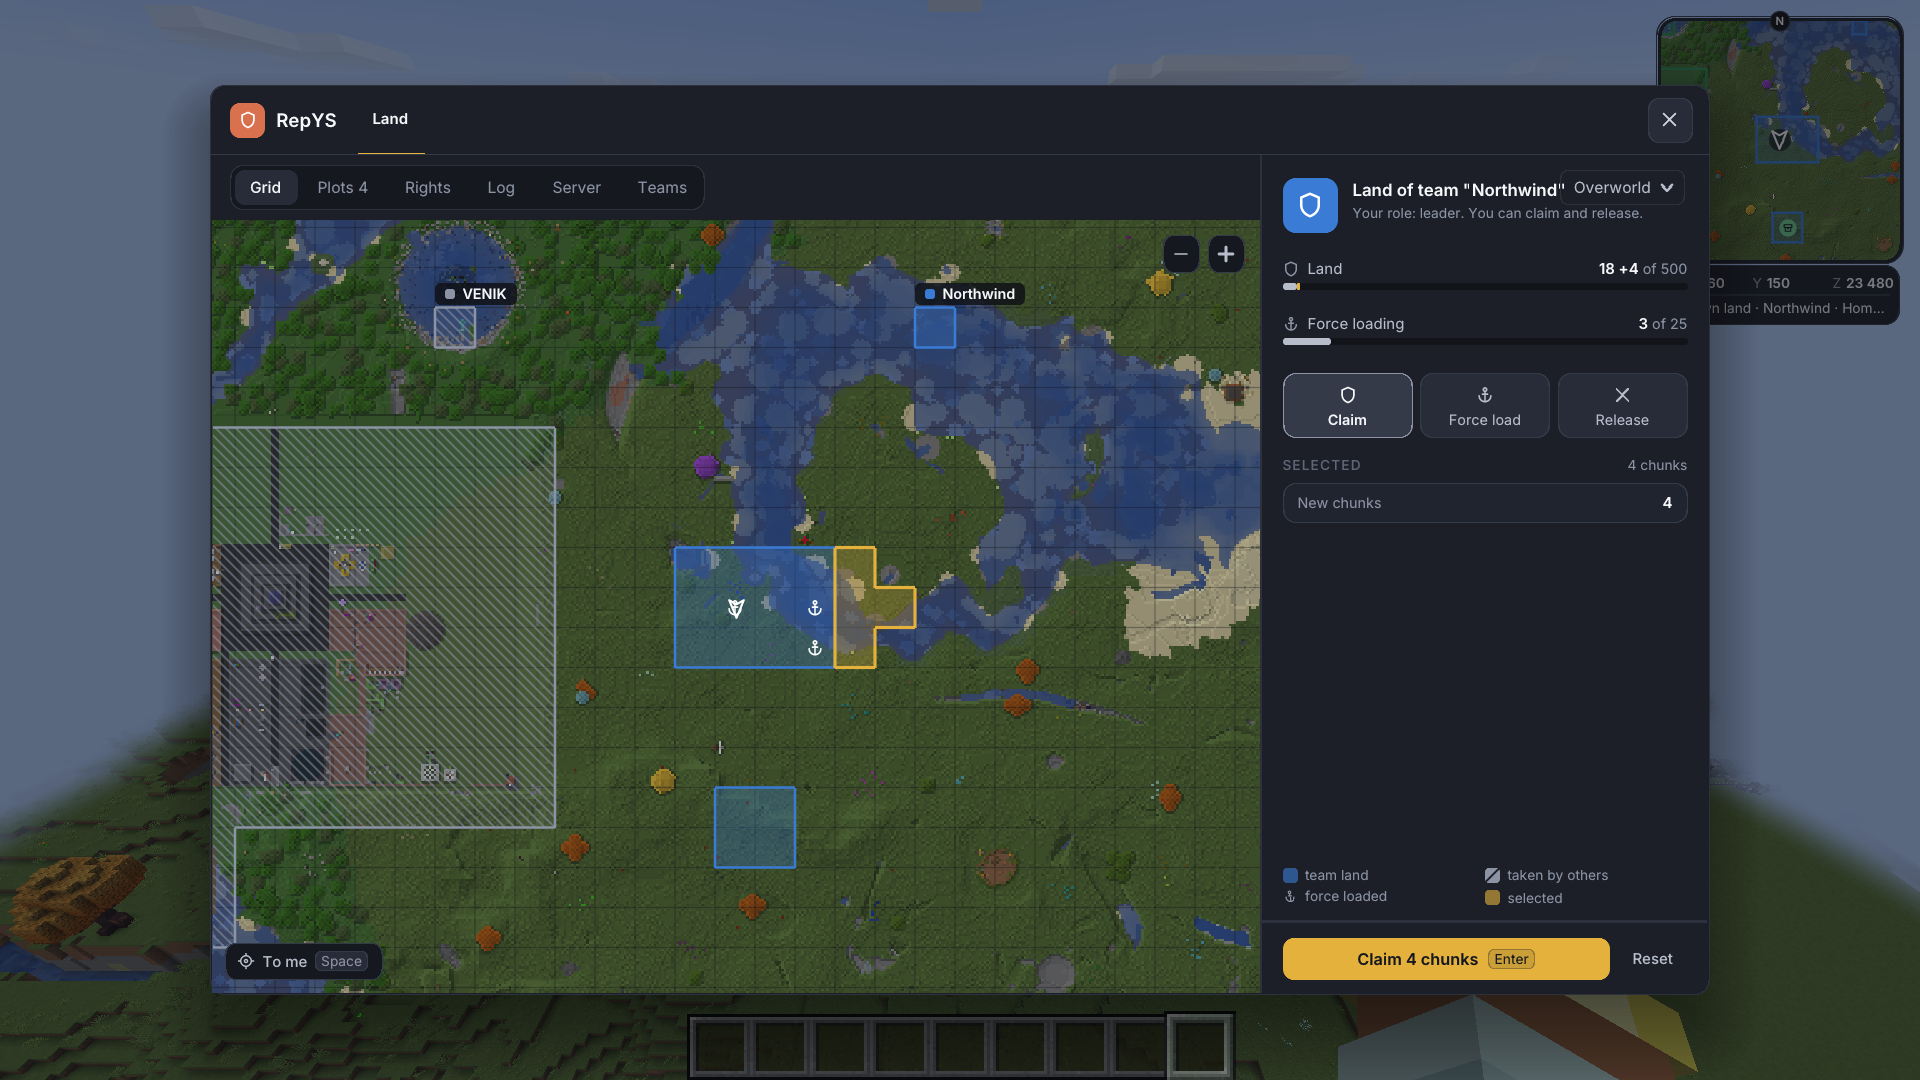 N
RepYS
Land
Grid
Plots 4
Rights
Log
Server
Teams
Land of team "Northwind"
Overworld
Your role: leader. You can claim and release.
60 Y 150 Z 23 480
n land · Northwind · Hom...
VENIK
Northwind
Land
18 +4 of 500
Force loading
3 of 25
Claim
Force load
Release
SELECTED
4 chunks
New chunks
4
team land
taken by others
force loaded
selected
To me Space
Claim 4 chunks Enter
Reset